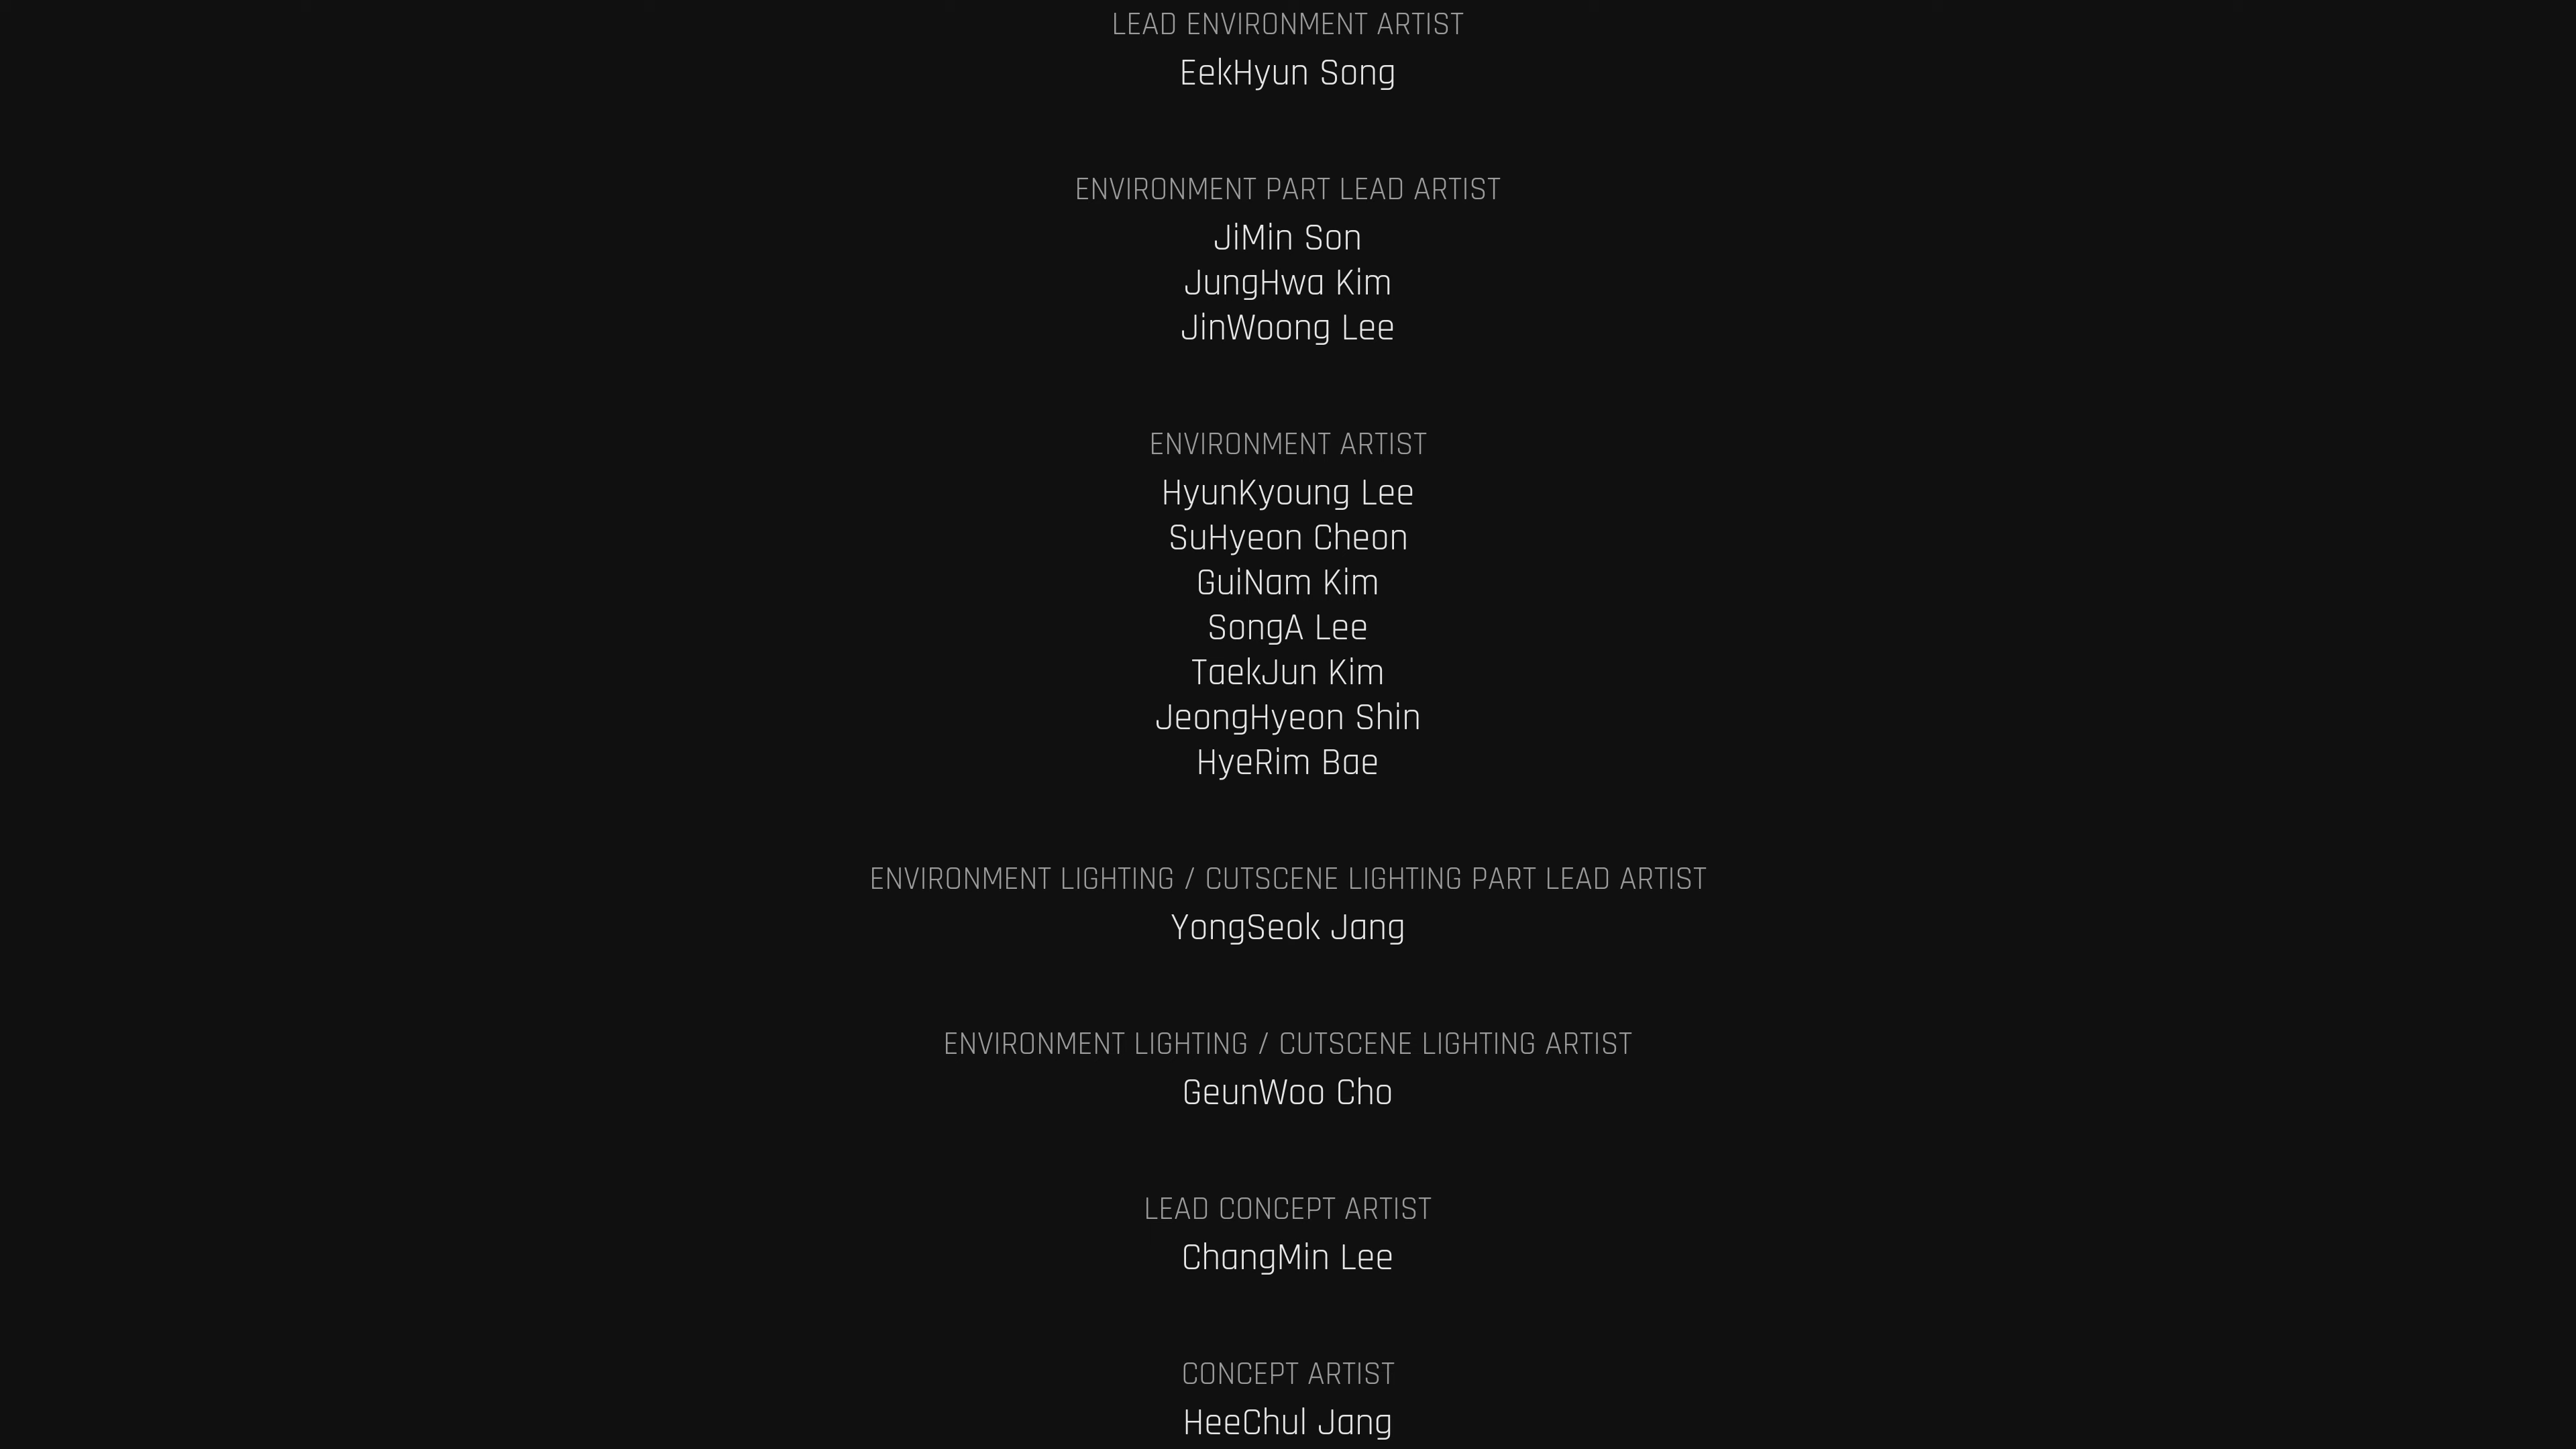 LEAD ENVIRONMENT ARTIST
EekHyun Song
ENVIRONMENT PART LEAD ARTIST
JiMin Son
JungHwa Kim
JinWoong Lee
ENVIRONMENT ARTIST
HyunKyoung Lee
SuHyeon Cheon
GuiNam Kim
SongA Lee
TaekJun Kim
JeongHyeon Shin
HyeRim Bae
ENVIRONMENT LIGHTING / CUTSCENE LIGHTING PART LEAD ARTIST
YongSeok Jang
ENVIRONMENT LIGHTING / CUTSCENE LIGHTING ARTIST
GeunWoo Cho
LEAD CONCEPT ARTIST
ChangMin Lee
CONCEPT ARTIST
HeeChul Jang